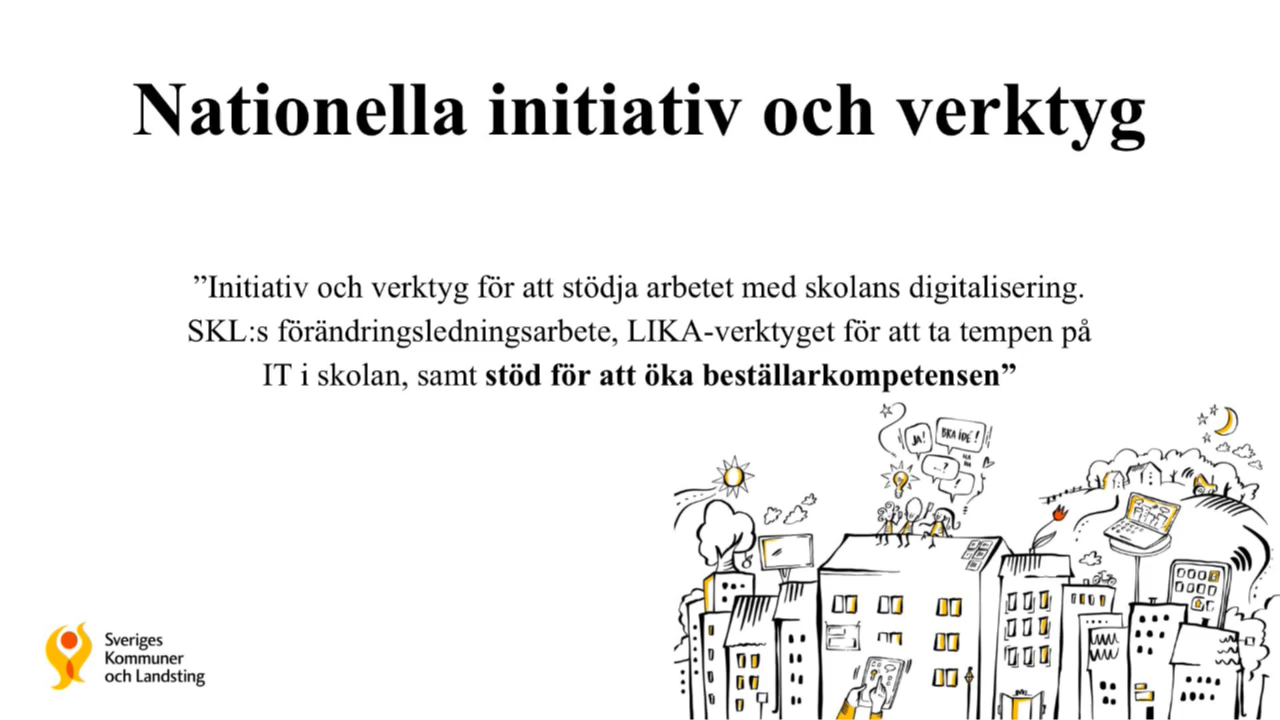 Nationella initiativ och verktyg
”Initiativ och verktyg för att stödja arbetet med skolans digitalisering.
SKL:s förändringsledningsarbete, LIKA-verktyget för att ta tempen på
IT i skolan, samt stöd för att öka beställarkompetensen”
JA!
BRA IDÉ!
...?
!
Sveriges
Kommuner
och Landsting